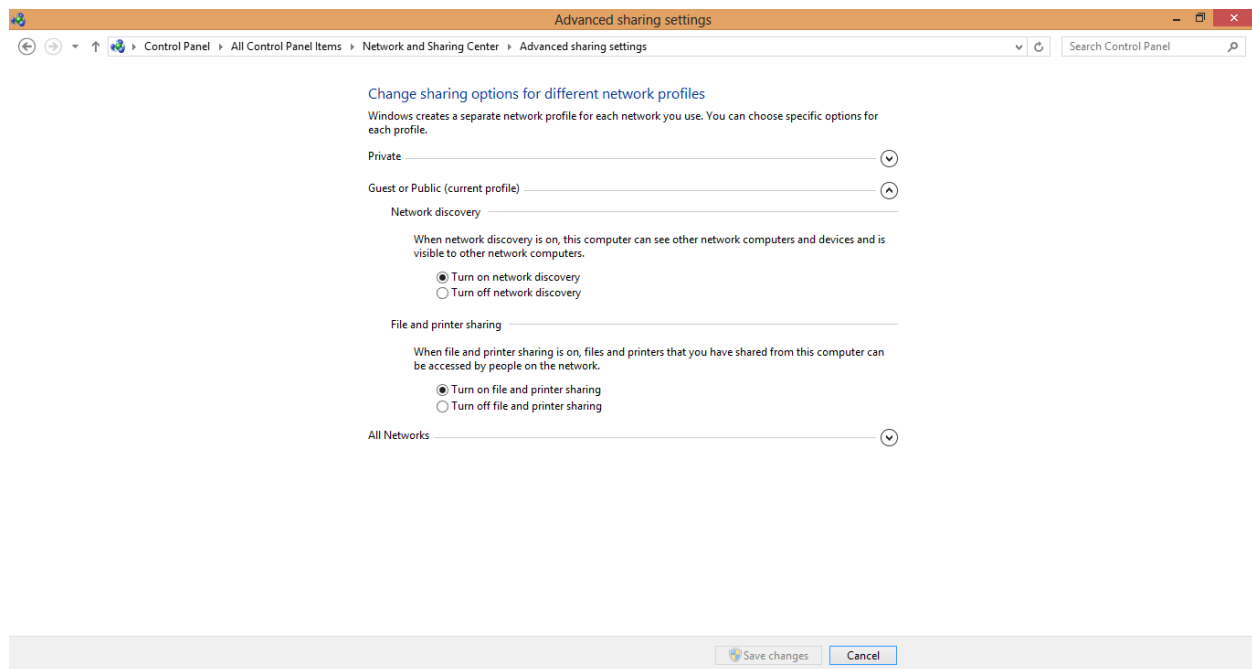 Advanced sharing settings
Control Panel All Control Panel Items Network and Sharing Center Advanced sharing settings
Search Control Panel
Change sharing options for different network profiles
Windows creates a separate network profile for each network you use. You can choose specific options for
each profile.
Private
Guest or Public (current profile)
Network discovery
When network discovery is on, this computer can see other network computers and devices and is
visible to other network computers.
Turn on network discovery
Turn off network discovery
File and printer sharing
When file and printer sharing is on, files and printers that you have shared from this computer can
be accessed by people on the network.
Turn on file and printer sharing
Turn off file and printer sharing
All Networks
Save changes
Cancel